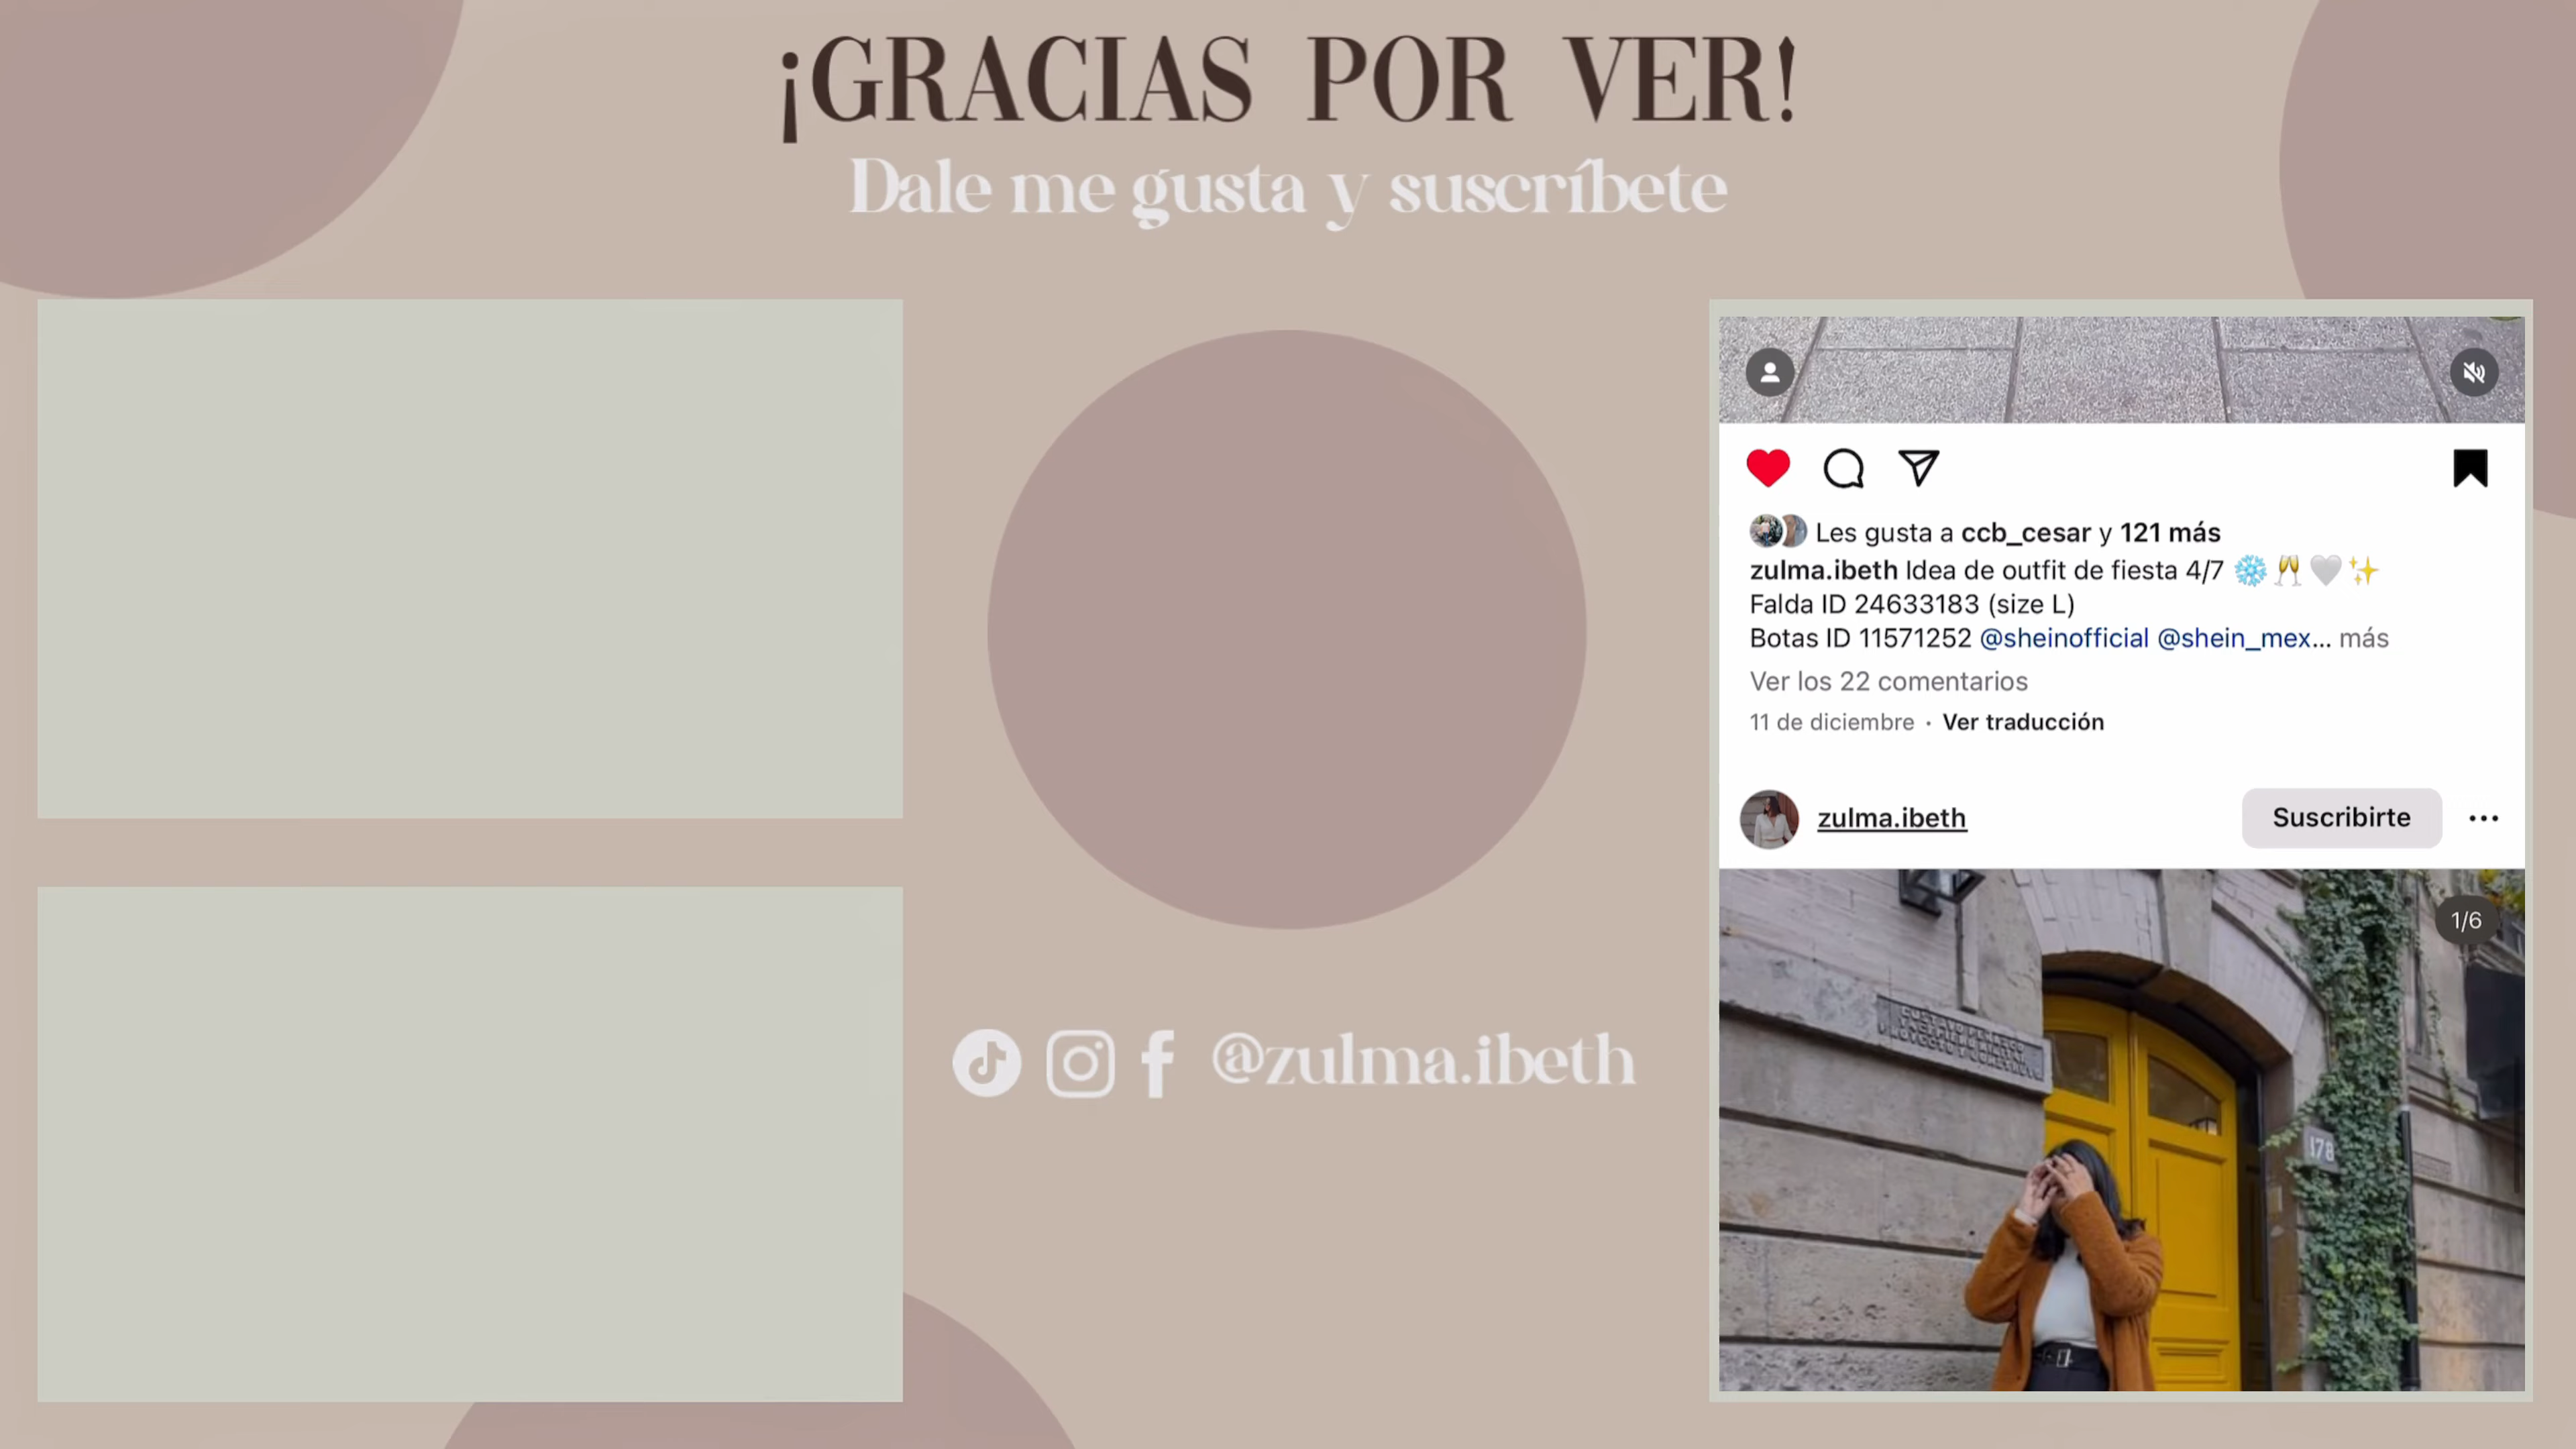 ¡GRACIAS POR VER!
Dale me gusta y suscríbete
Les gusta a ccb_cesar y 121 más
zulma.ibeth Idea de outfit de fiesta 4/7 ❄️🥂🤍✨
Falda ID 24633183 (size L)
Botas ID 11571252 @sheinofficial @shein_mex... más
Ver los 22 comentarios
11 de diciembre · Ver traducción
zulma.ibeth
Suscribirte
1/6
178
@zulma.ibeth